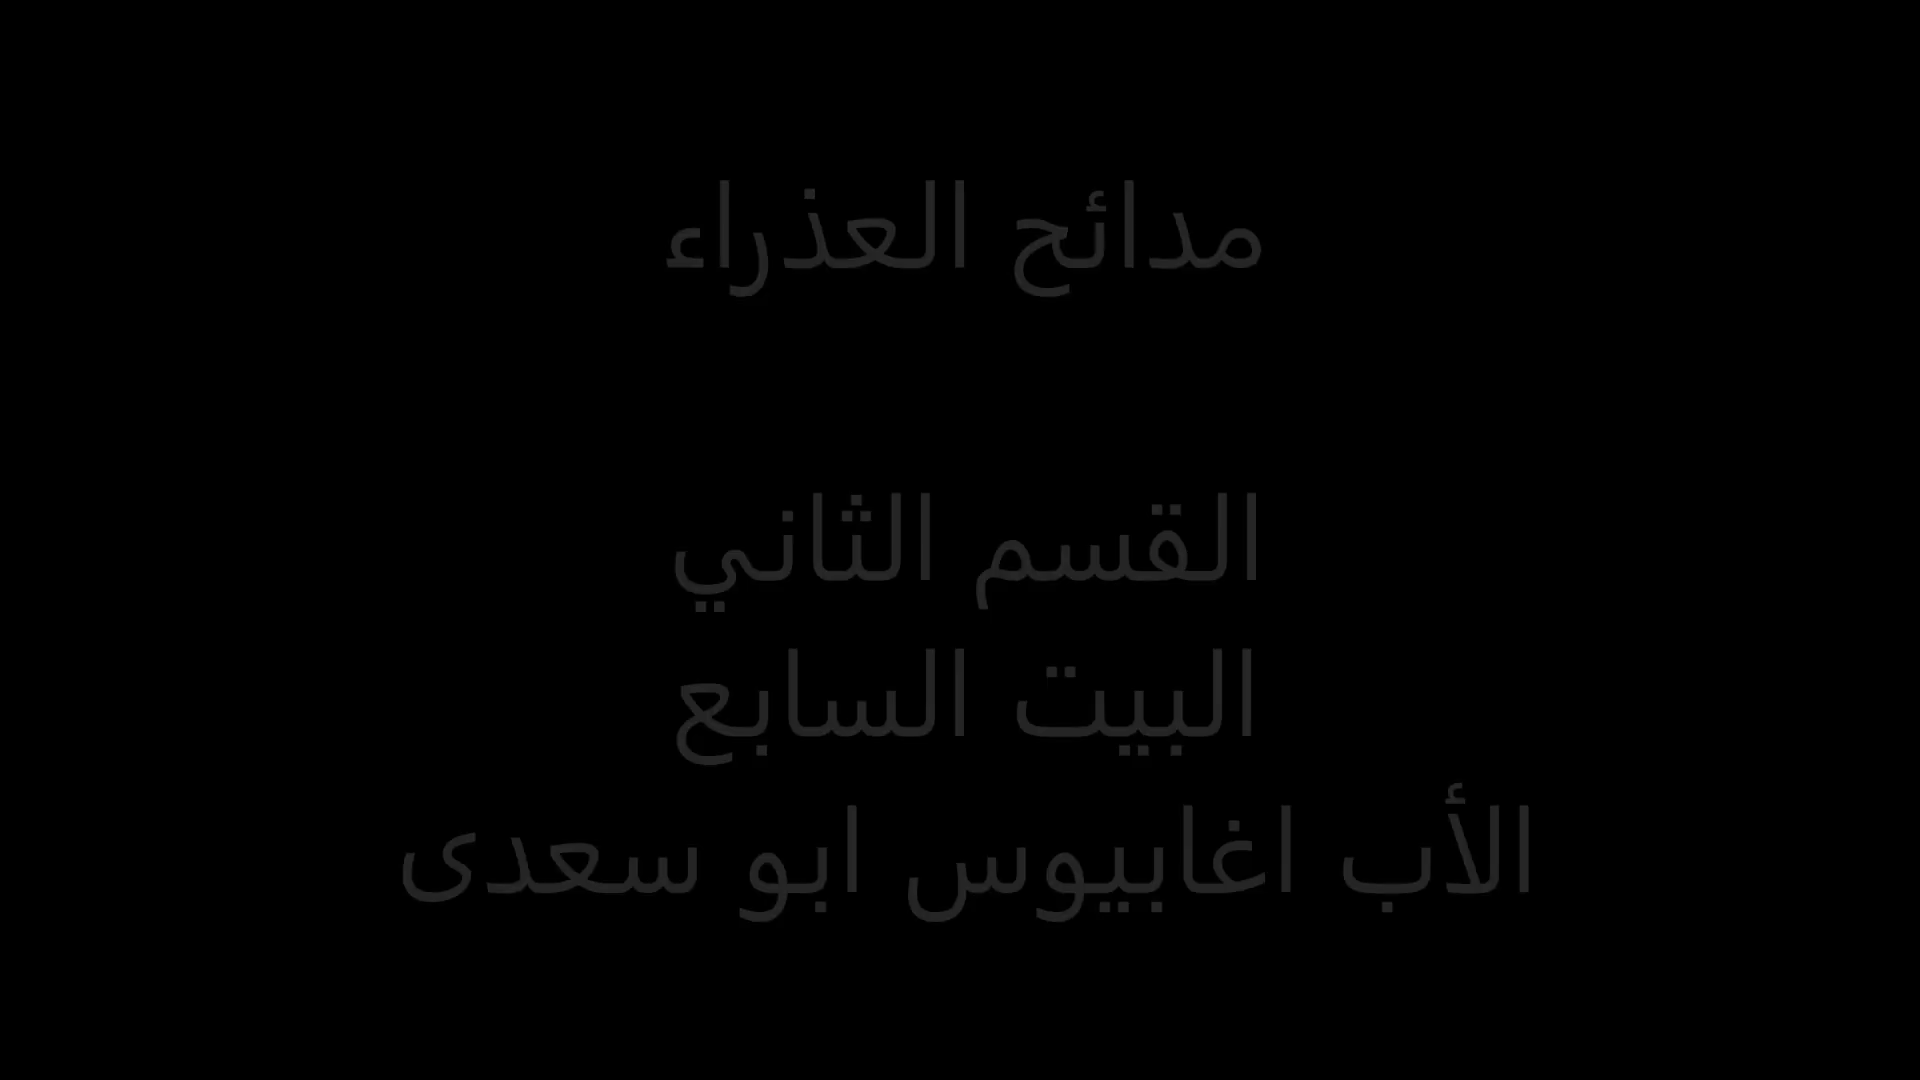 مدائح العذراء
القسم الثاني
البيت السابع
الأب اغابيوس ابو سعدى